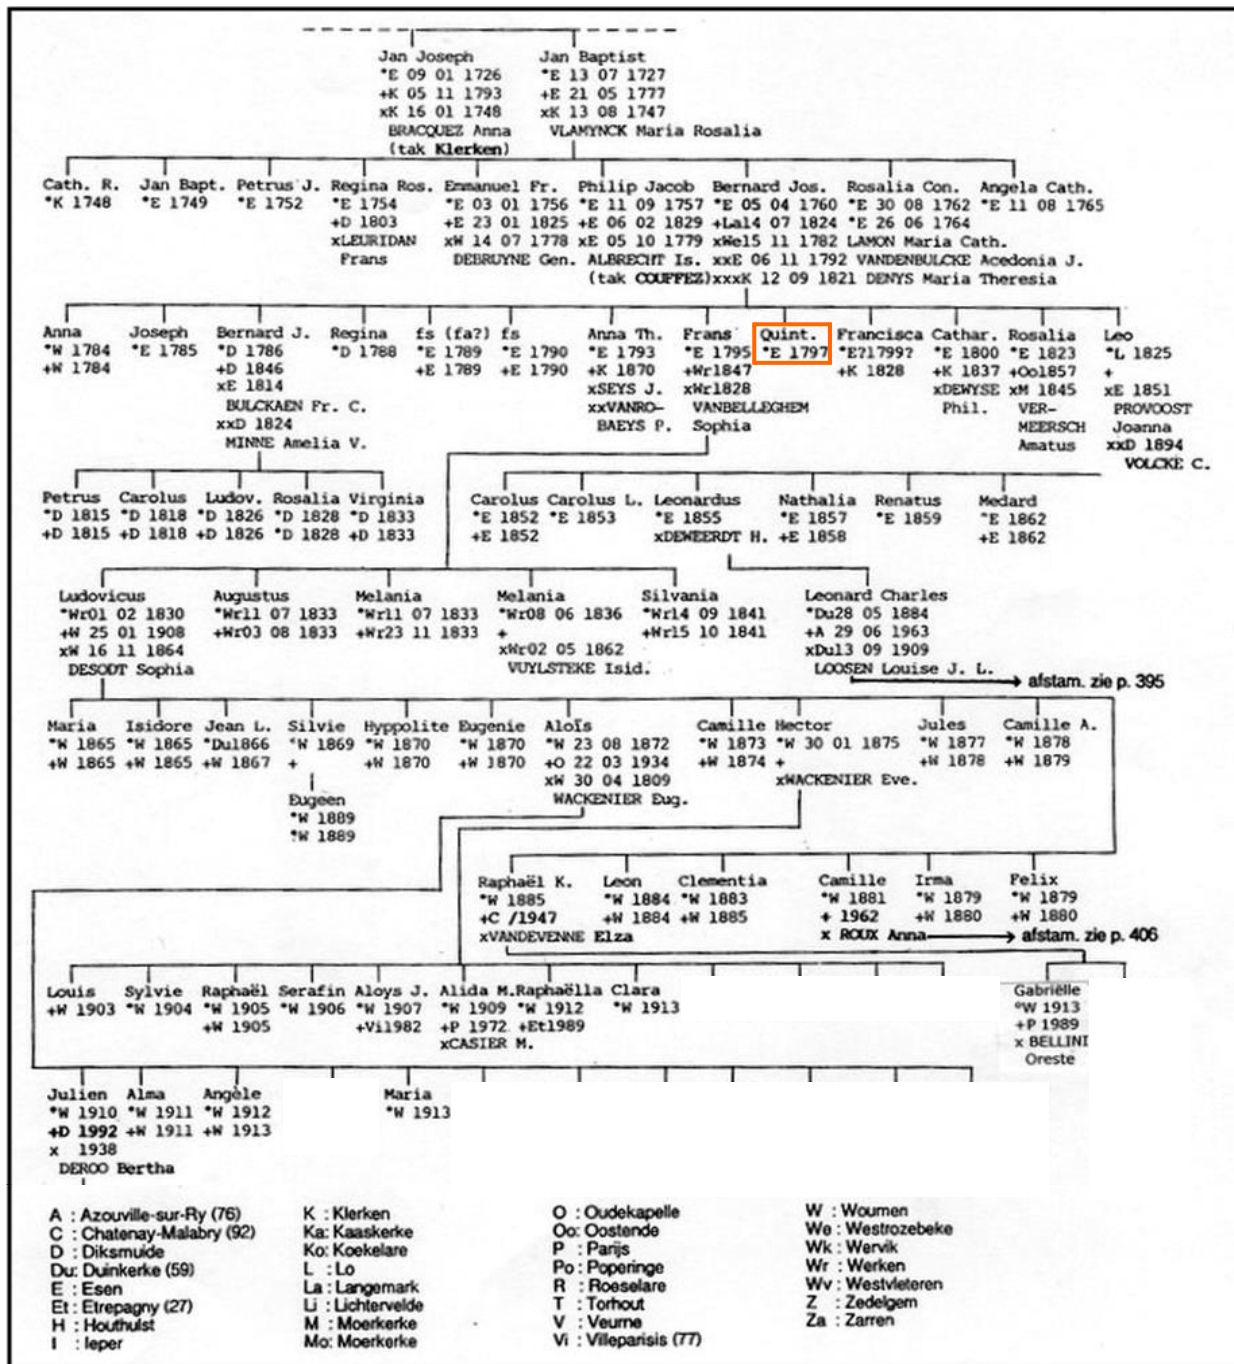 Jan Joseph Jan Baptist
*E 09 01 1726 *E 13 07 1727
+K 05 11 1793 +E 21 05 1777
xK 16 01 1748 xK 13 08 1747
BRACQUEZ Anna VLAMYNCK Maria Rosalia
(tak Klerken)
Cath. R. Jan Bapt. Petrus J. Regina Ros. Emmanuel Fr. Philip Jacob Bernard Jos. Rosalia Con. Angela Cath.
*K 1748 *E 1749 *E 1752 *E 1754 *E 03 01 1756 *E 11 09 1757 *E 05 04 1760 *E 30 08 1762 *E 11 08 1765
+D 1803 +E 23 01 1825 +E 06 02 1829 +La14 07 1824 *E 26 06 1764
xLEURIDAN xW 14 07 1778 xE 05 10 1779 xWe15 11 1782 LAMON Maria Cath.
Frans DEBRUYNE Gen. ALBRECHT Is. xxE 06 11 1792 VANDENBULCKE Acedonia J.
(tak COUFFEZ) xxxK 12 09 1821 DENYS Maria Theresia
Anna Joseph Bernard J. Regina fs (fa?) fs Anna Th. Frans Quint. Francisca Cathar. Rosalia Leo
*W 1784 *E 1785 *D 1786 *D 1788 *E 1789 *E 1790 *E 1793 *E 1795 *E 1797 *E?1799? *E 1800 *E 1823 *L 1825
+W 1784 +D 1846 +E 1789 +E 1790 +K 1870 +Wr1847 +K 1828 +K 1837 +Oo1857 +
xE 1814 xSEYS J. xWr1828 xDEWYSE xM 1845 xE 1851
BULCKAEN Fr. C. xxVANRO- VANBELLEGHEM Phil. VER- PROVOOST
xxD 1824 BAEYS P. Sophia MEERSCH Joanna
MINNE Amelia V. Amatus xxD 1894
VOLCKE C.
Petrus Carolus Ludov. Rosalia Virginia Carolus Carolus L. Leonardus Nathalia Renatus Medard
*D 1815 *D 1818 *D 1826 *D 1828 *D 1833 *E 1852 *E 1853 *E 1855 *E 1857 *E 1859 *E 1862
+D 1815 +D 1818 +D 1826 *D 1828 +D 1833 +E 1852 xDEWEERDT H. +E 1858 +E 1862
Ludovicus Augustus Melania Melania Silvania Leonard Charles
*Wr01 02 1830 *Wr11 07 1833 *Wr11 07 1833 *Wr08 06 1836 *Wr14 09 1841 *Du28 05 1884
+W 25 01 1908 +Wr03 08 1833 +Wr23 11 1833 + +Wr15 10 1841 +A 29 06 1963
xW 16 11 1864 xWr02 05 1862 xDu13 09 1909
DESODT Sophia VUYLSTEKE Isid. LOOSEN Louise J. L.
afstam. zie p. 395
Maria Isidore Jean L. Silvie Hyppolite Eugenie Aloïs Camille Hector Jules Camille A.
*W 1865 *W 1865 *Du1866 *W 1869 *W 1870 *W 1870 *W 23 08 1872 *W 1873 *W 30 01 1875 *W 1877 *W 1878
+W 1865 +W 1865 +W 1867 + +W 1870 +W 1870 +O 22 03 1934 +W 1874 + +W 1878 +W 1879
xW 30 04 1809 xWACKENIER Eve.
Eugeen WACKENIER Eug.
*W 1889
*W 1889
Raphaël K. Leon Clementia Camille Irma Felix
*W 1885 *W 1884 *W 1883 *W 1881 *W 1879 *W 1879
+C /1947 +W 1884 +W 1885 + 1962 +W 1880 +W 1880
xVANDEVENNE Elza x ROUX Anna afstam. zie p. 406
Louis Sylvie Raphaël Serafin Aloys J. Alida M. Raphaëlla Clara Gabriëlle
+W 1903 *W 1904 *W 1905 *W 1906 *W 1907 *W 1909 *W 1912 *W 1913 *W 1913
+W 1905 +Vi1982 +P 1972 +Et1989 +P 1989
xCASIER M. x BELLINI
Oreste
Julien Alma Angèle Maria
*W 1910 *W 1911 *W 1912 *W 1913
+D 1992 +W 1911 +W 1913
x 1938
DEROO Bertha
A : Azouville-sur-Ry (76) K : Klerken O : Oudekapelle W : Woumen
C : Chatenay-Malabry (92) Ka: Kaaskerke Oo: Oostende We : Westrozebeke
D : Diksmuide Ko: Koekelare P : Parijs Wk : Wervik
Du: Duinkerke (59) L : Lo Po : Poperinge Wr : Werken
E : Esen La : Langemark R : Roeselare Wv : Westvleteren
Et : Etrepagny (27) Li : Lichtervelde T : Torhout Z : Zedelgem
H : Houthulst M : Moerkerke V : Veurne Za : Zarren
I : Ieper Mo: Moerkerke Vi : Villeparisis (77)